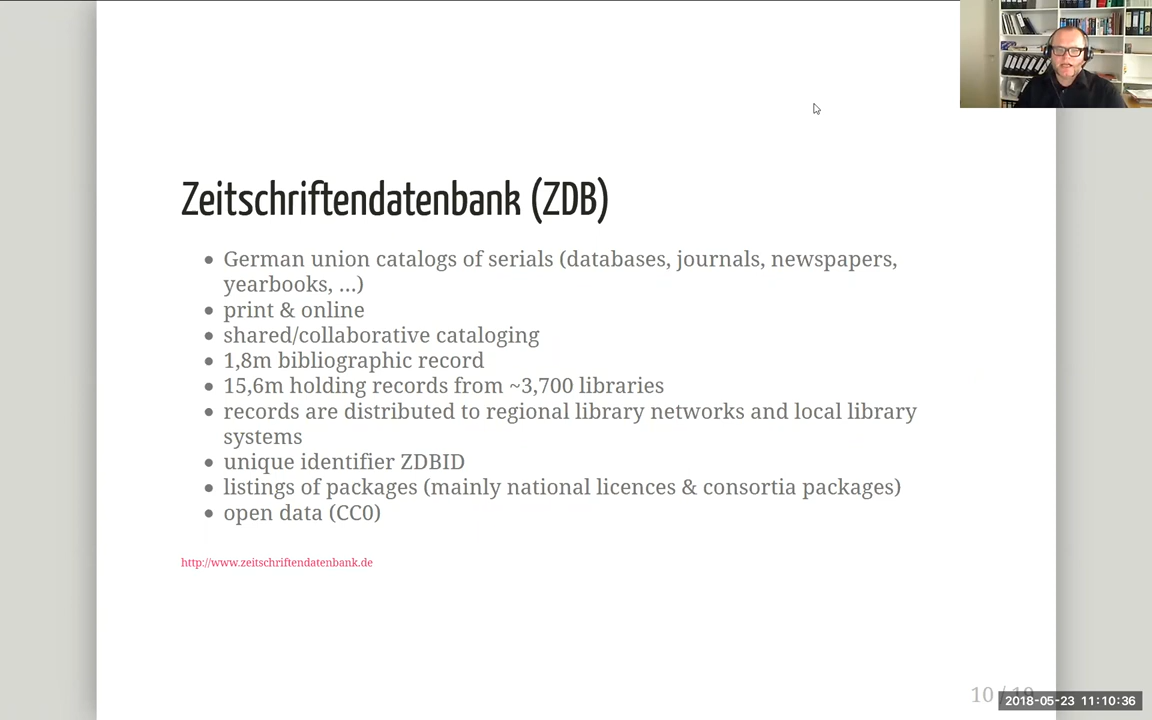 Zeitschriftendatenbank (ZDB)
• German union catalogs of serials (databases, journals, newspapers,
yearbooks, ...)
• print & online
• shared/collaborative cataloging
• 1,8m bibliographic record
• 15,6m holding records from ~3,700 libraries
• records are distributed to regional library networks and local library
systems
• unique identifier ZDBID
• listings of packages (mainly national licences & consortia packages)
• open data (CC0)
http://www.zeitschriftendatenbank.de
10 /
2018-05-23 11:10:36